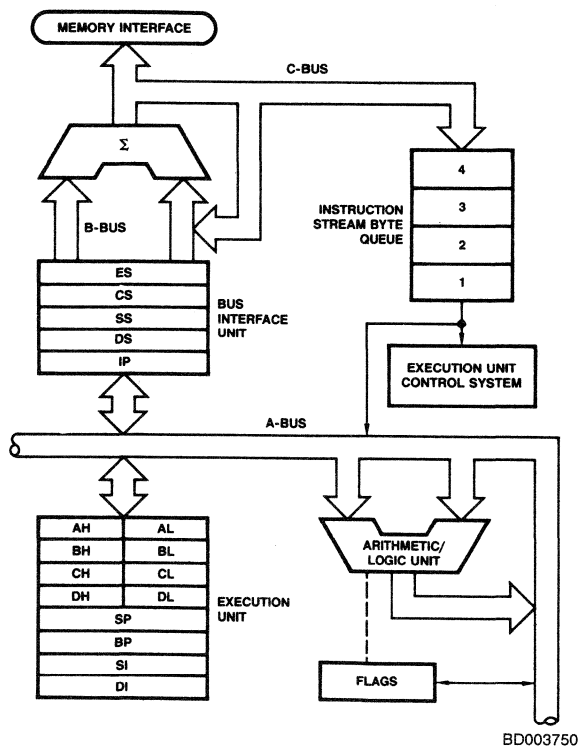 MEMORY INTERFACE
C-BUS
Σ
B-BUS
ES
CS
SS
DS
IP
BUS
INTERFACE
UNIT
INSTRUCTION
STREAM BYTE
QUEUE
4
3
2
1
EXECUTION UNIT
CONTROL SYSTEM
A-BUS
AH AL
BH BL
CH CL
DH DL
SP
BP
SI
DI
EXECUTION
UNIT
ARITHMETIC/
LOGIC UNIT
FLAGS
BD003750